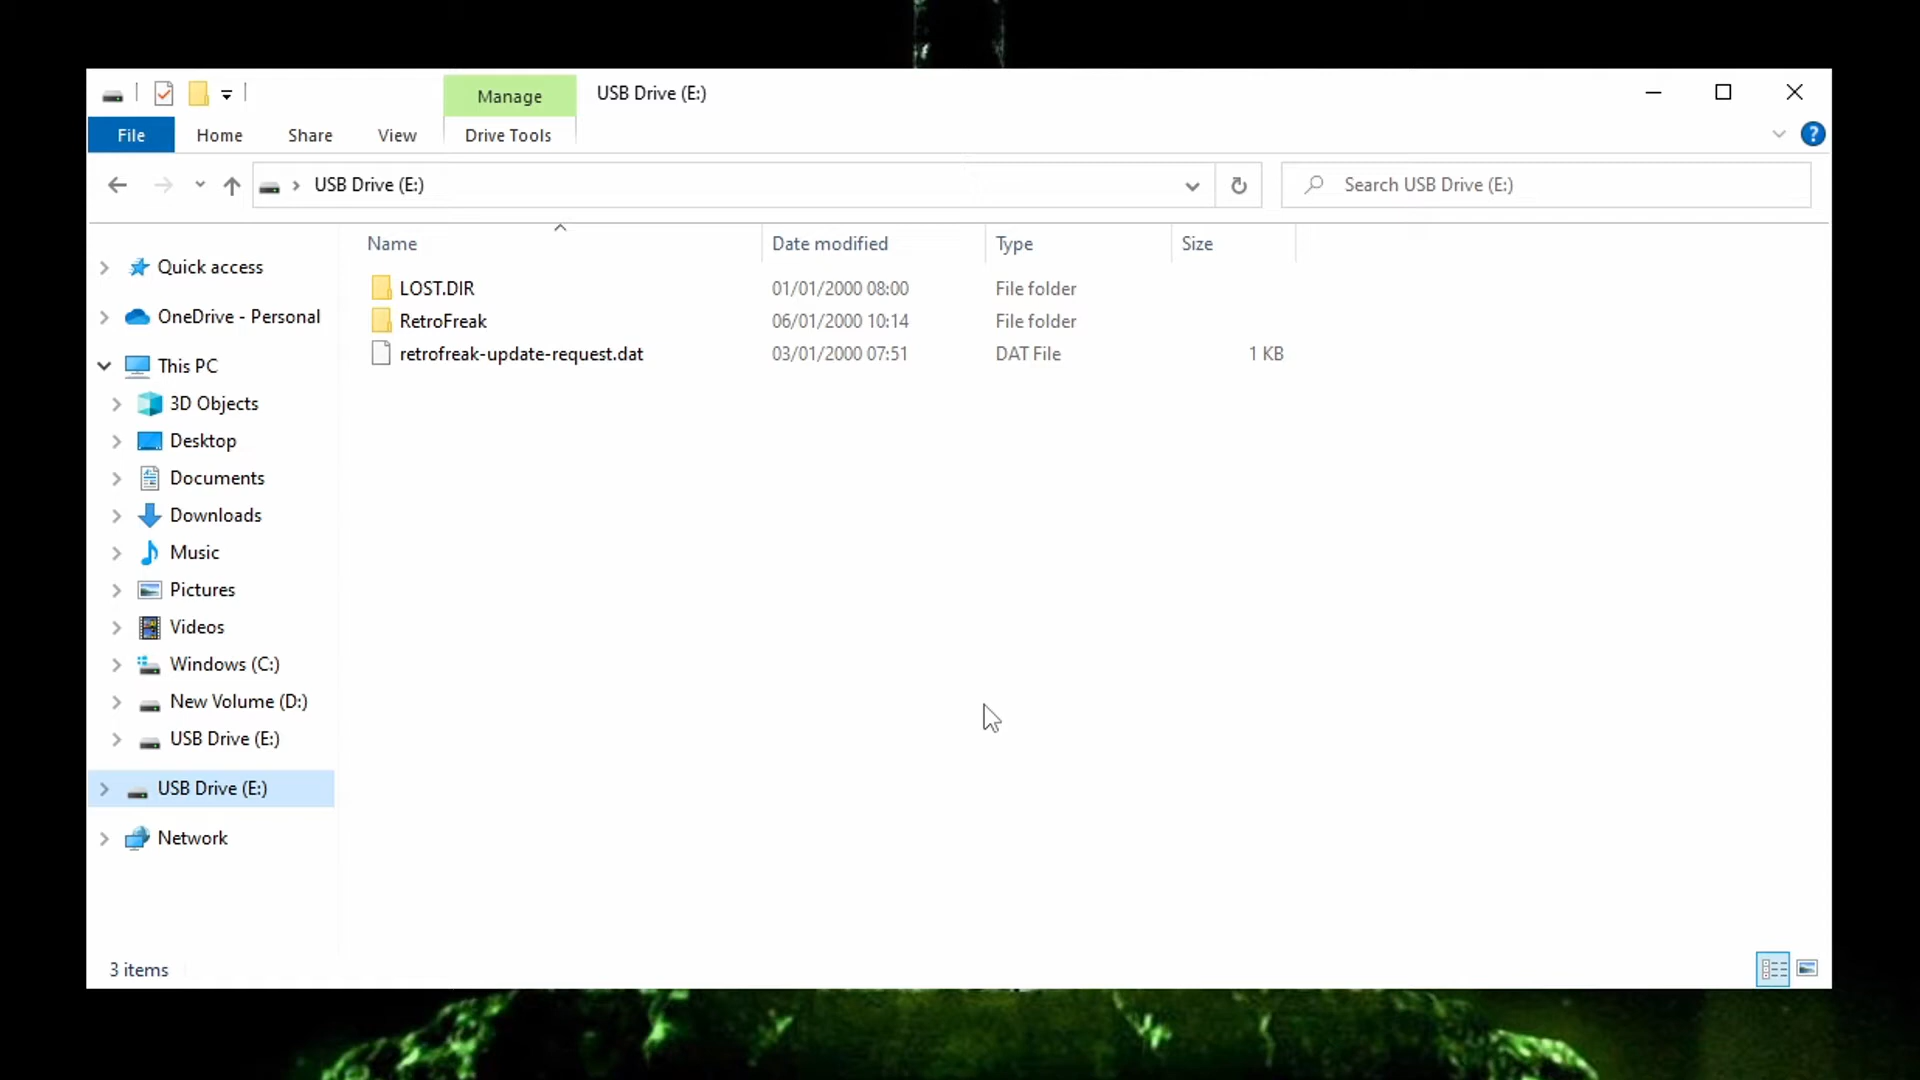 Manage
USB Drive (E:)
File
Home
Share
View
Drive Tools
?
USB Drive (E:)
Search USB Drive (E:)
Name
Date modified
Type
Size
Quick access
OneDrive - Personal
This PC
3D Objects
Desktop
Documents
Downloads
Music
Pictures
Videos
Windows (C:)
New Volume (D:)
USB Drive (E:)
USB Drive (E:)
Network
LOST.DIR 01/01/2000 08:00 File folder
RetroFreak 06/01/2000 10:14 File folder
retrofreak-update-request.dat 03/01/2000 07:51 DAT File 1 KB
3 items